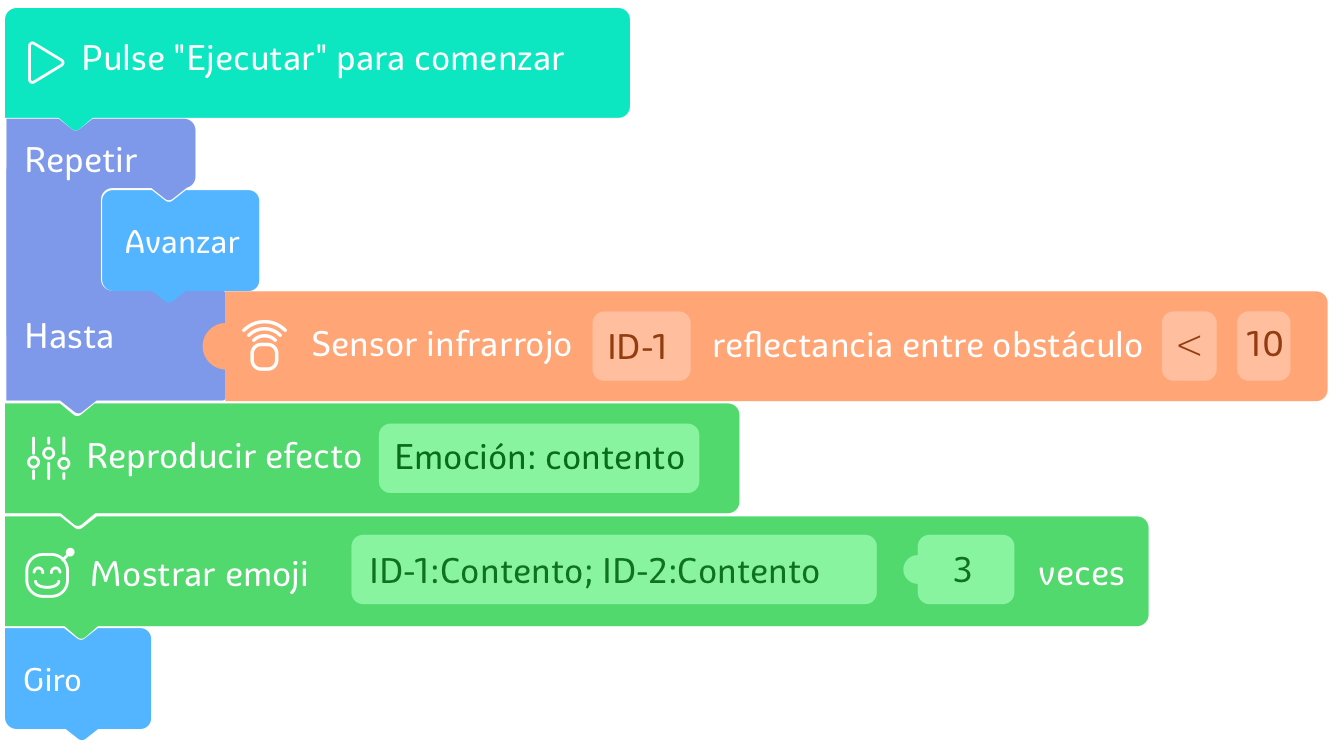 Pulse "Ejecutar" para comenzar
Repetir
Avanzar
Hasta Sensor infrarrojo ID-1 reflectancia entre obstáculo < 10
Reproducir efecto Emoción: contento
Mostrar emoji ID-1:Contento; ID-2:Contento 3 veces
Giro